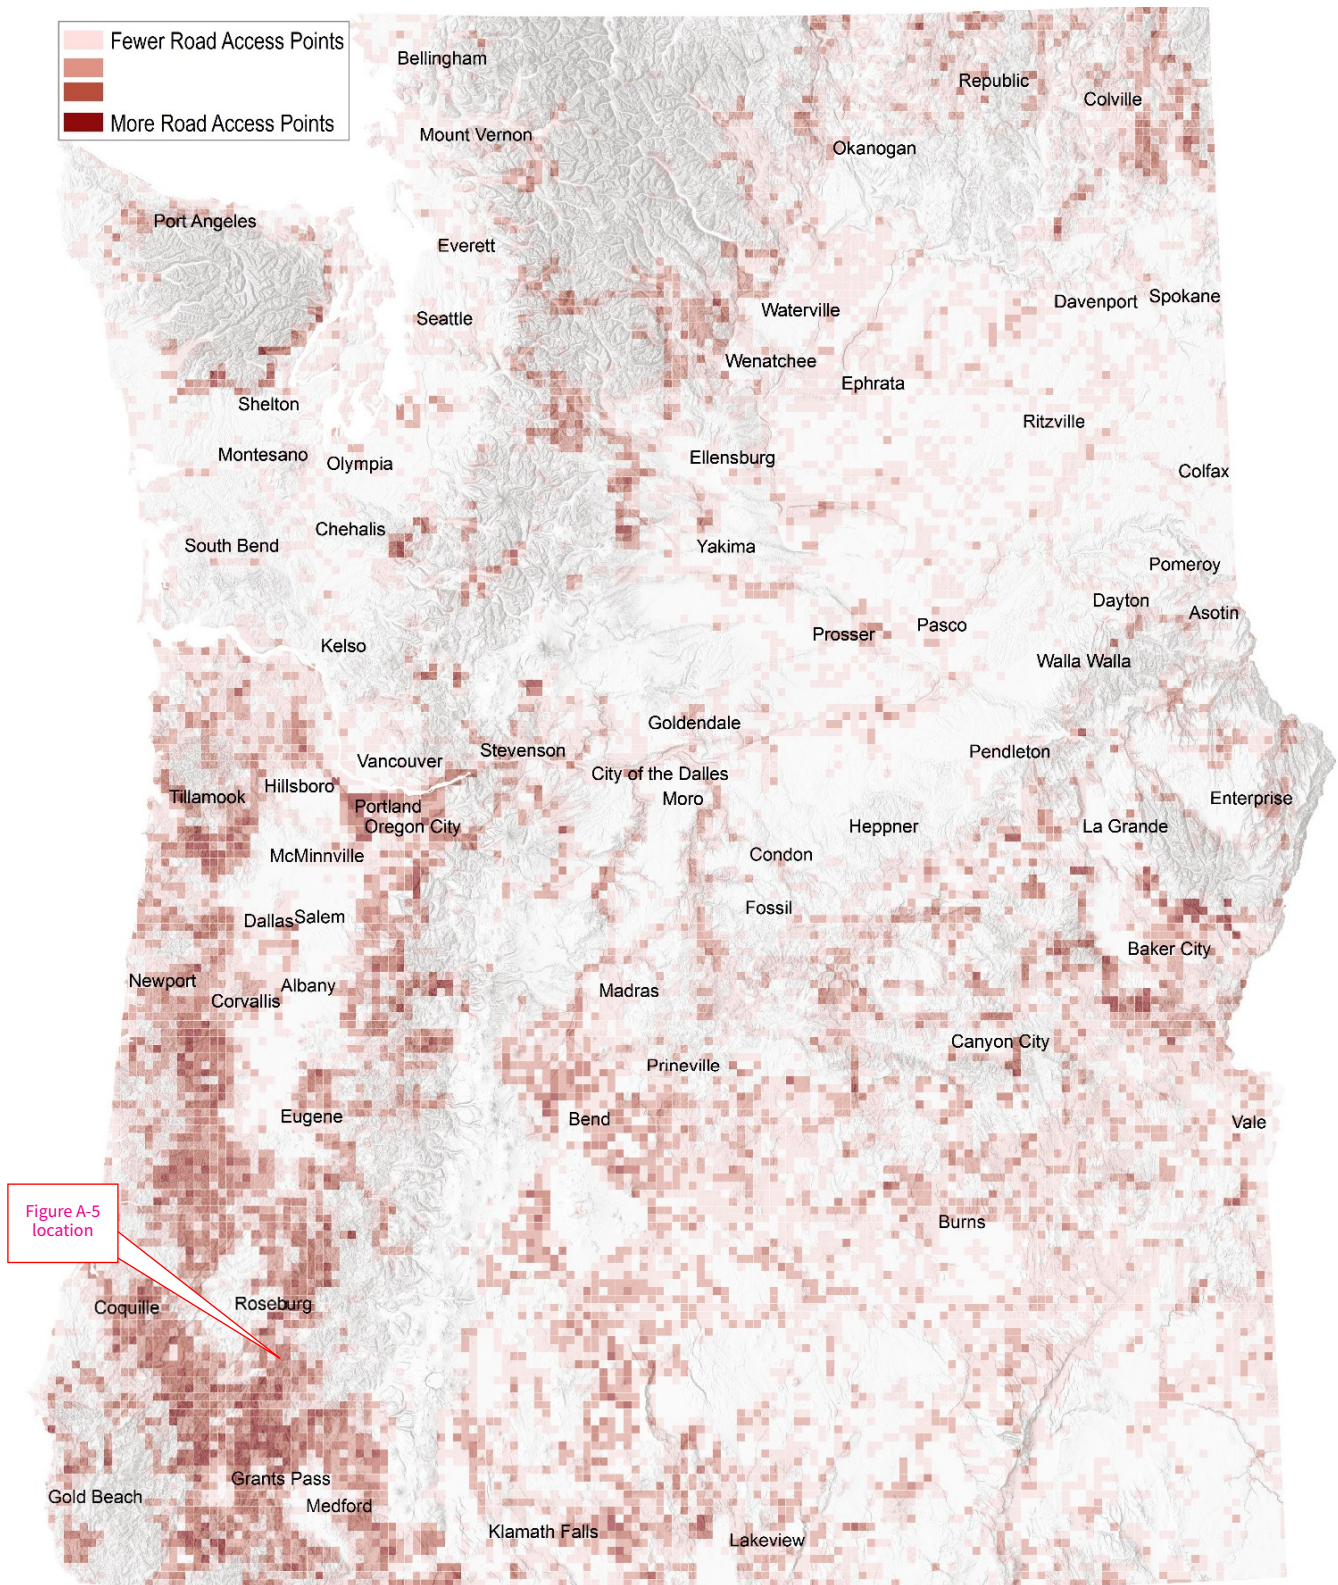 Fewer Road Access Points
More Road Access Points
Bellingham
Republic
Colville
Mount Vernon
Okanogan
Port Angeles
Everett
Seattle
Waterville
Davenport
Spokane
Wenatchee
Ephrata
Shelton
Ritzville
Montesano
Olympia
Ellensburg
Colfax
Chehalis
South Bend
Yakima
Pomeroy
Dayton
Asotin
Prosser
Pasco
Kelso
Walla Walla
Goldendale
Stevenson
Pendleton
Vancouver
City of the Dalles
Hillsboro
Tillamook
Moro
Enterprise
Portland
Oregon City
Heppner
La Grande
McMinnville
Condon
Fossil
Dallas
Salem
Baker City
Newport
Albany
Corvallis
Madras
Canyon City
Prineville
Eugene
Bend
Vale
Figure A-5
location
Burns
Coquille
Roseburg
Grants Pass
Gold Beach
Medford
Klamath Falls
Lakeview